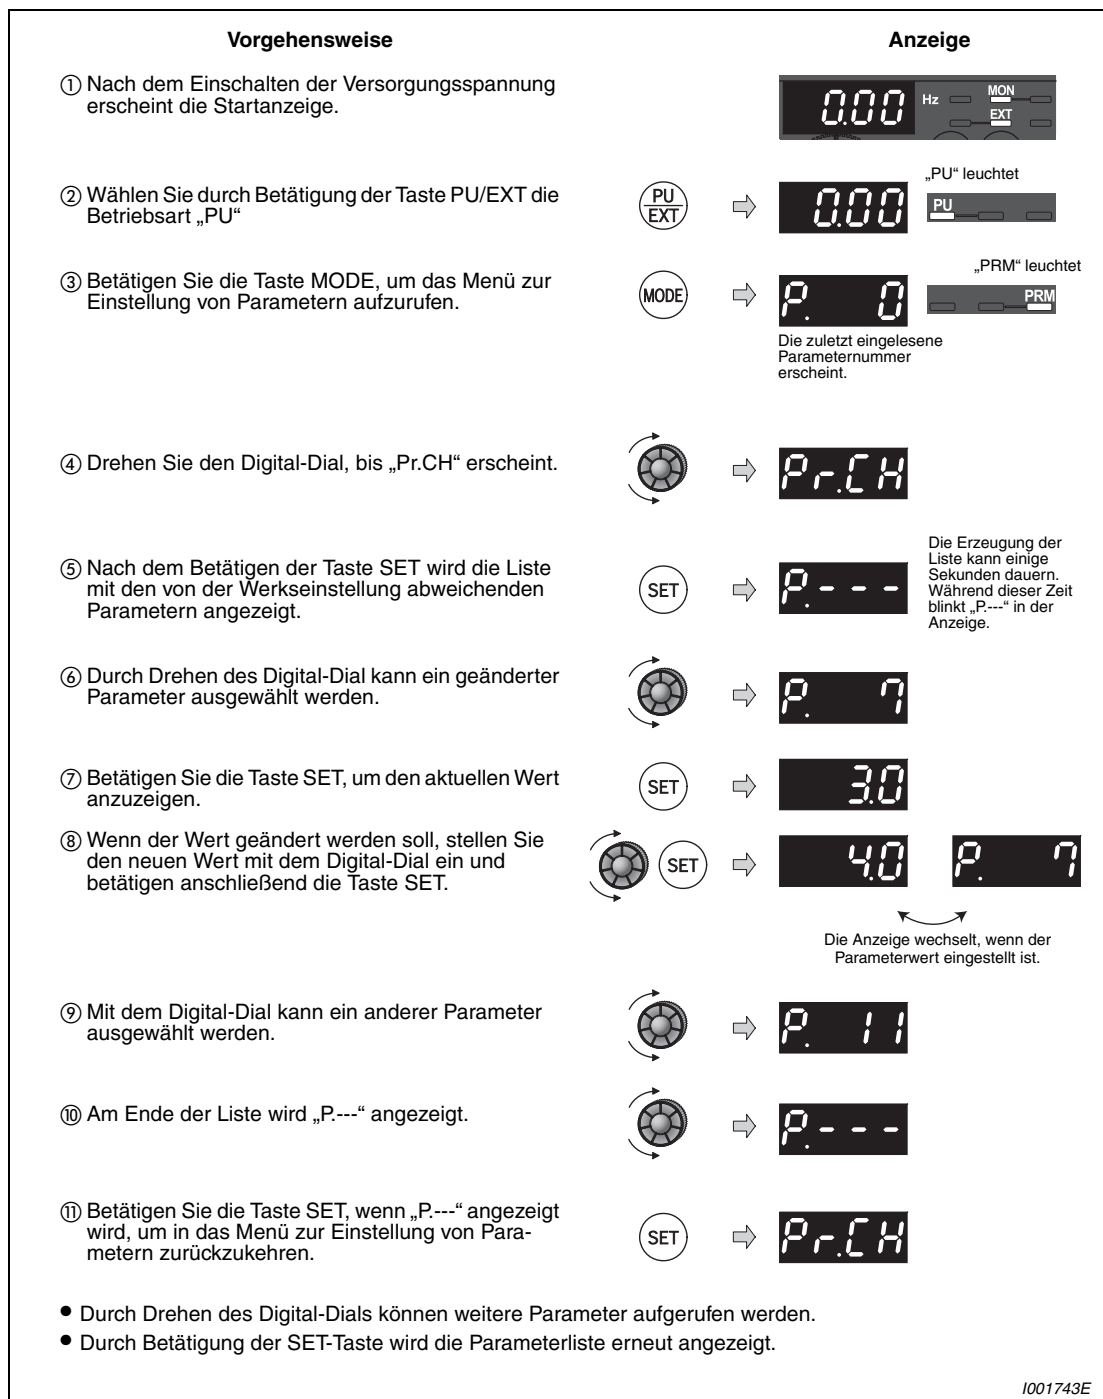 Vorgehensweise Anzeige
① Nach dem Einschalten der Versorgungsspannung
erscheint die Startanzeige.
0.00 Hz MON
EXT
② Wählen Sie durch Betätigung der Taste PU/EXT die
Betriebsart „PU“
PU
EXT
0.00
„PU“ leuchtet
PU
③ Betätigen Sie die Taste MODE, um das Menü zur
Einstellung von Parametern aufzurufen.
MODE
P. 0
„PRM“ leuchtet
PRM
Die zuletzt eingelesene
Parameternummer
erscheint.
④ Drehen Sie den Digital-Dial, bis „Pr.CH“ erscheint.
Pr.CH
⑤ Nach dem Betätigen der Taste SET wird die Liste
mit den von der Werkseinstellung abweichenden
Parametern angezeigt.
SET
P.---
Die Erzeugung der
Liste kann einige
Sekunden dauern.
Während dieser Zeit
blinkt „P.---“ in der
Anzeige.
⑥ Durch Drehen des Digital-Dial kann ein geänderter
Parameter ausgewählt werden.
P. 7
⑦ Betätigen Sie die Taste SET, um den aktuellen Wert
anzuzeigen.
SET
3.0
⑧ Wenn der Wert geändert werden soll, stellen Sie
den neuen Wert mit dem Digital-Dial ein und
betätigen anschließend die Taste SET.
SET
4.0 P. 7
Die Anzeige wechselt, wenn der
Parameterwert eingestellt ist.
⑨ Mit dem Digital-Dial kann ein anderer Parameter
ausgewählt werden.
P. 11
⑩ Am Ende der Liste wird „P.---“ angezeigt.
P.---
⑪ Betätigen Sie die Taste SET, wenn „P.---“ angezeigt
wird, um in das Menü zur Einstellung von Para-
metern zurückzukehren.
SET
Pr.CH
● Durch Drehen des Digital-Dials können weitere Parameter aufgerufen werden.
● Durch Betätigung der SET-Taste wird die Parameterliste erneut angezeigt.
I001743E